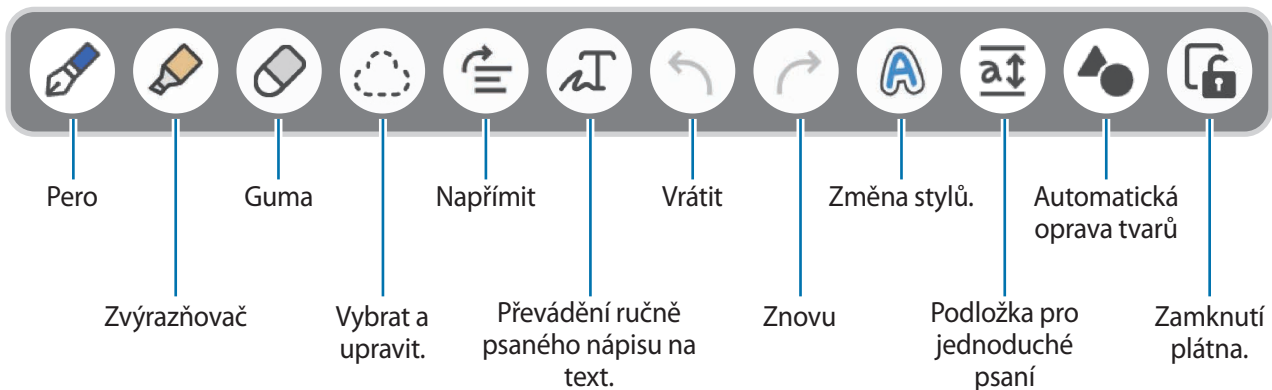 Pero
Guma
Napřímit
Vrátit
Změna stylů.
Automatická
oprava tvarů
Zvýrazňovač
Vybrat a
upravit.
Převádění ručně
psaného nápisu na
text.
Znovu
Podložka pro
jednoduché
psaní
Zamknutí
plátna.